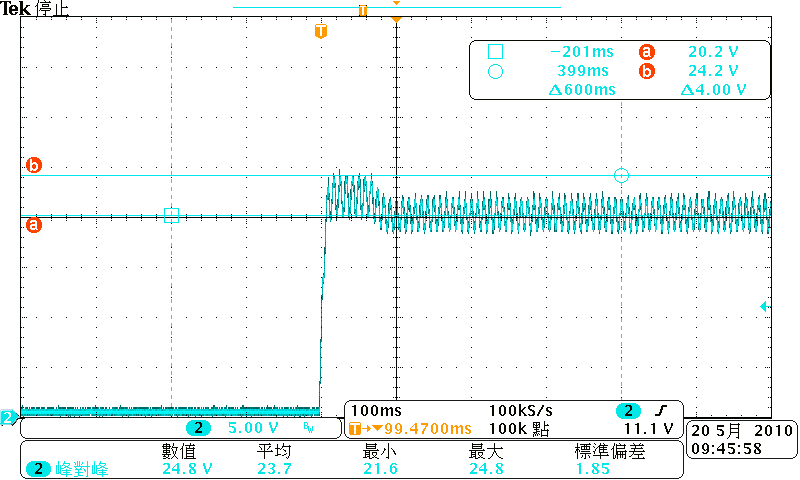 Tek 停止
T
T
−201ms a 20.2 V
399ms b 24.2 V
Δ600ms Δ4.00 V
b
a
2
2 5.00 V BW
100ms 100kS/s 2
T→▼99.4700ms 100k 點 11.1 V
20 5月 2010
09:45:58
數值 平均 最小 最大 標準偏差
2 峰對峰 24.8 V 23.7 21.6 24.8 1.85